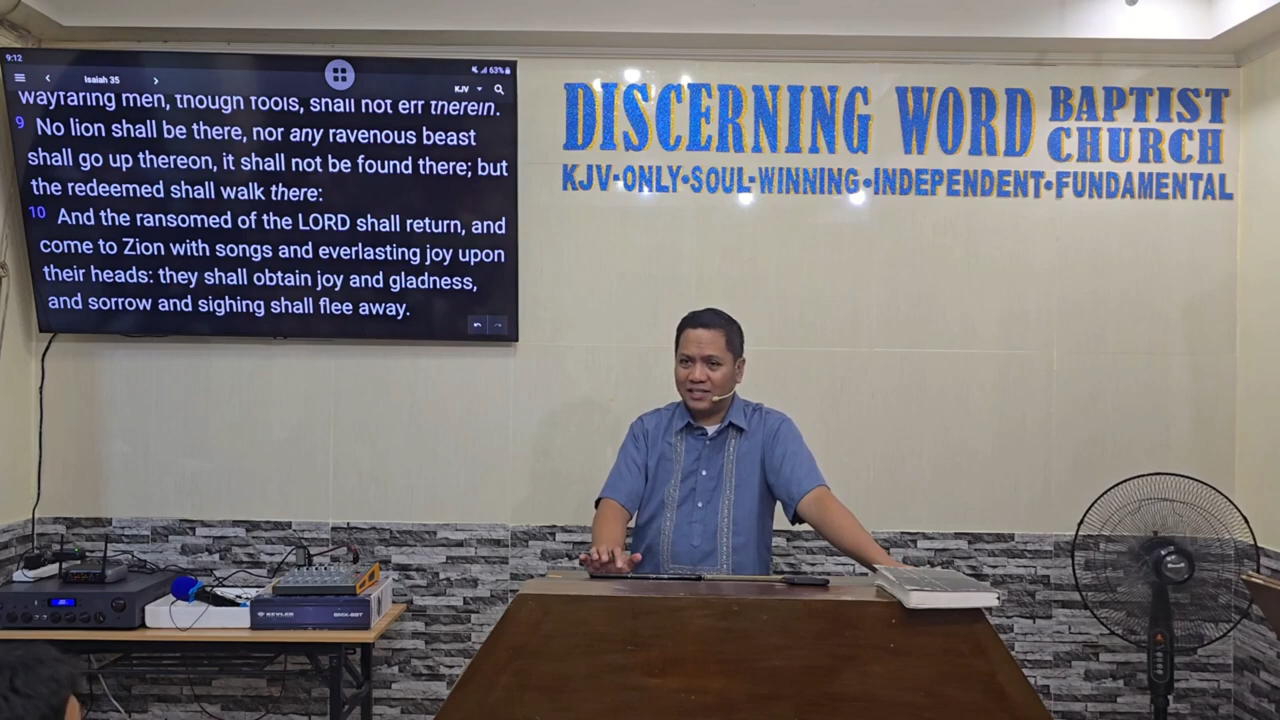 9:12
63%
Isaiah 35
KJV
wayfaring men, though fools, shall not err therein.
9 No lion shall be there, nor any ravenous beast
shall go up thereon, it shall not be found there; but
the redeemed shall walk there:
10 And the ransomed of the LORD shall return, and
come to Zion with songs and everlasting joy upon
their heads: they shall obtain joy and gladness,
and sorrow and sighing shall flee away.
DISCERNING WORD BAPTIST
CHURCH
KJV-ONLY•SOUL-WINNING•INDEPENDENT•FUNDAMENTAL
KEVLER